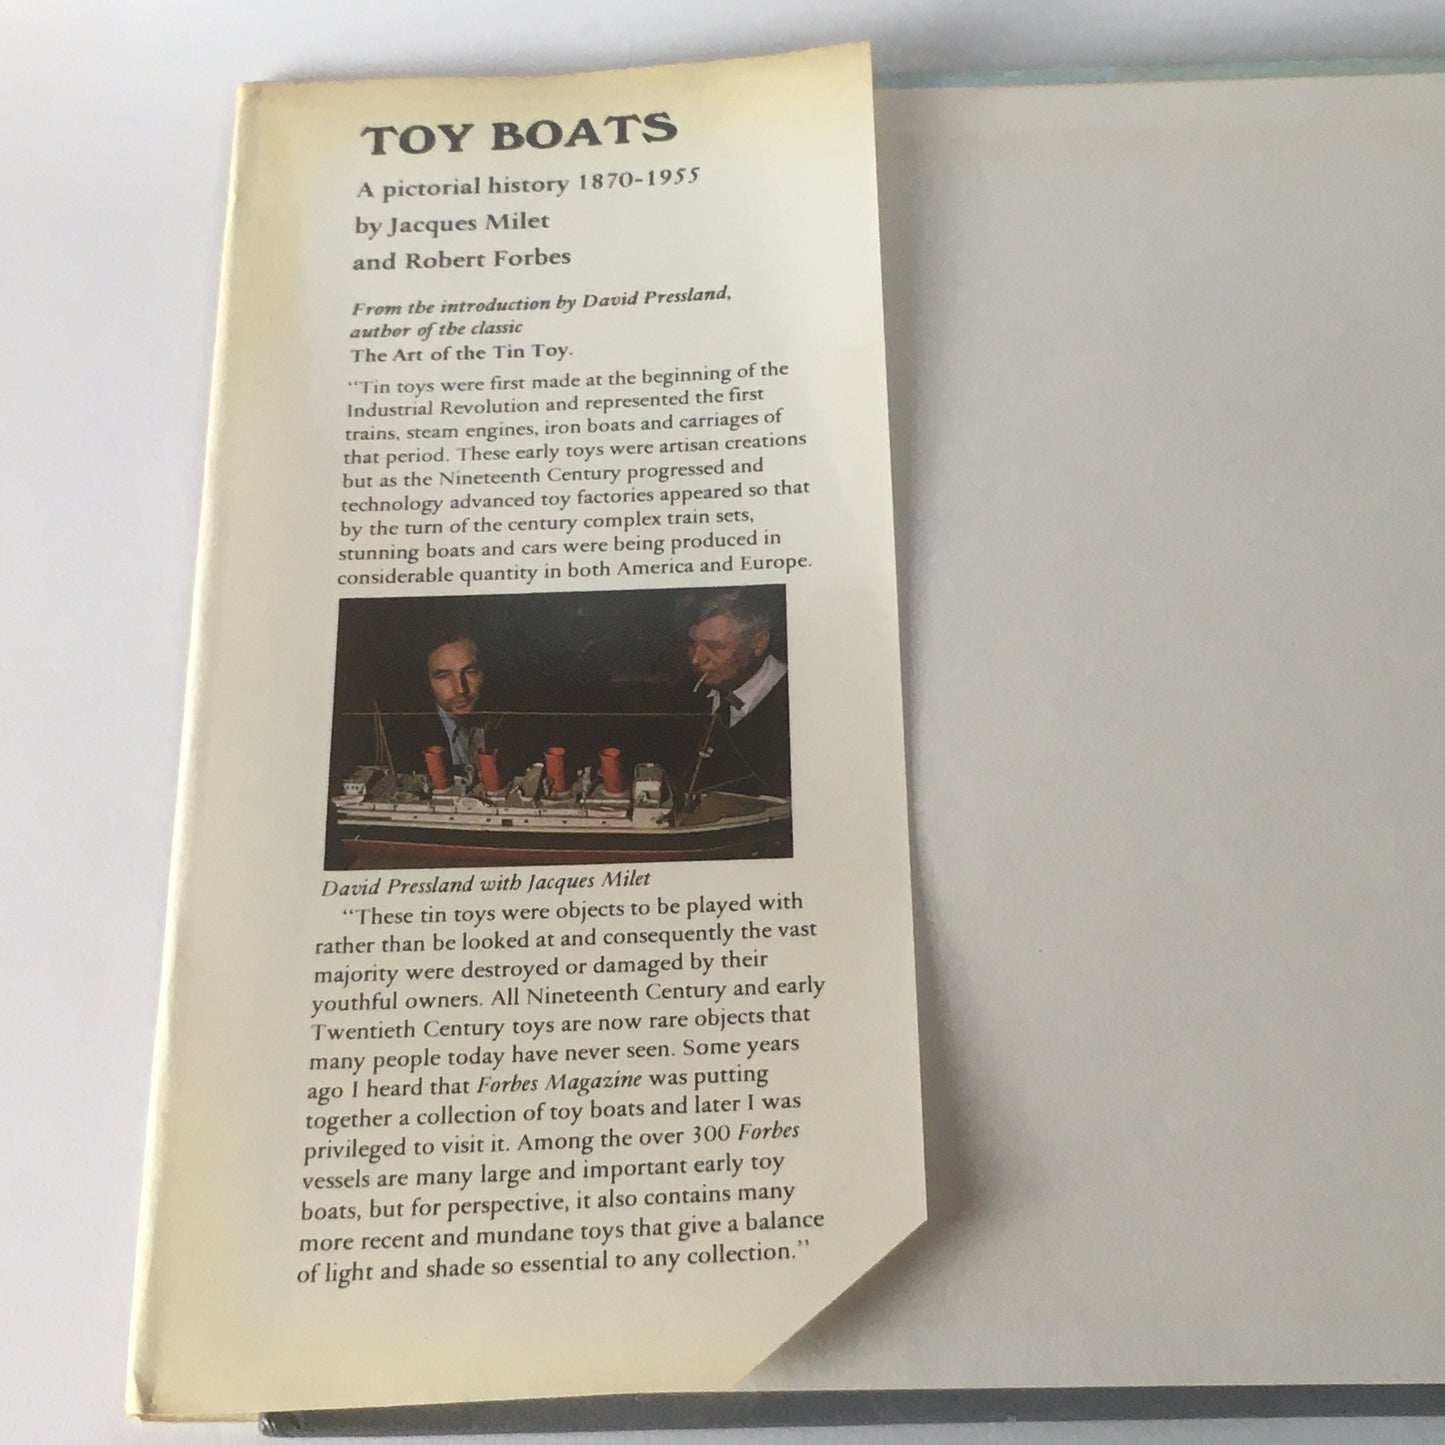 TOY BOATS
A pictorial history 1870-1955
by Jacques Milet
and Robert Forbes
From the introduction by David Pressland,
author of the classic
The Art of the Tin Toy.
“Tin toys were first made at the beginning of the
Industrial Revolution and represented the first
trains, steam engines, iron boats and carriages of
that period. These early toys were artisan creations
but as the Nineteenth Century progressed and
technology advanced toy factories appeared so that
by the turn of the century complex train sets,
stunning boats and cars were being produced in
considerable quantity in both America and Europe.
David Pressland with Jacques Milet
“These tin toys were objects to be played with
rather than be looked at and consequently the vast
majority were destroyed or damaged by their
youthful owners. All Nineteenth Century and early
Twentieth Century toys are now rare objects that
many people today have never seen. Some years
ago I heard that Forbes Magazine was putting
together a collection of toy boats and later I was
privileged to visit it. Among the over 300 Forbes
vessels are many large and important early toy
boats, but for perspective, it also contains many
more recent and mundane toys that give a balance
of light and shade so essential to any collection.”